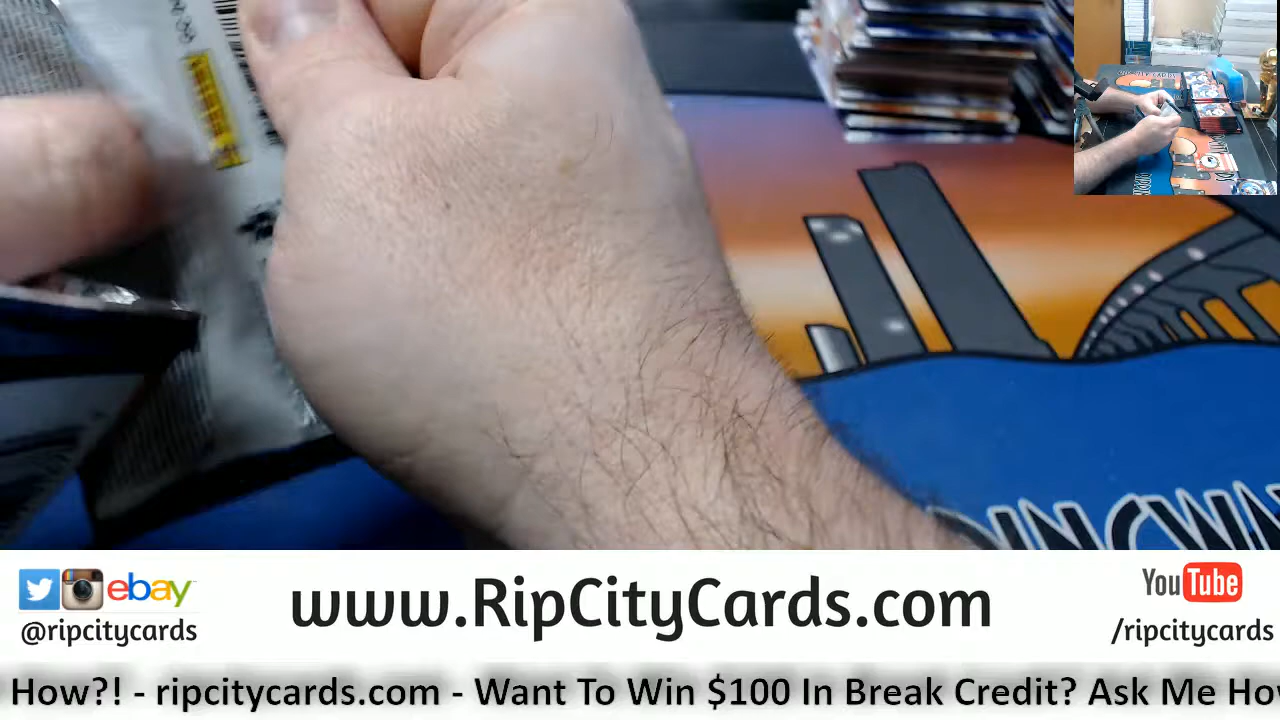 ebay
@ripcitycards
www.RipCityCards.com
YouTube
/ripcitycards
How?! - ripcitycards.com - Want To Win $100 In Break Credit? Ask Me How